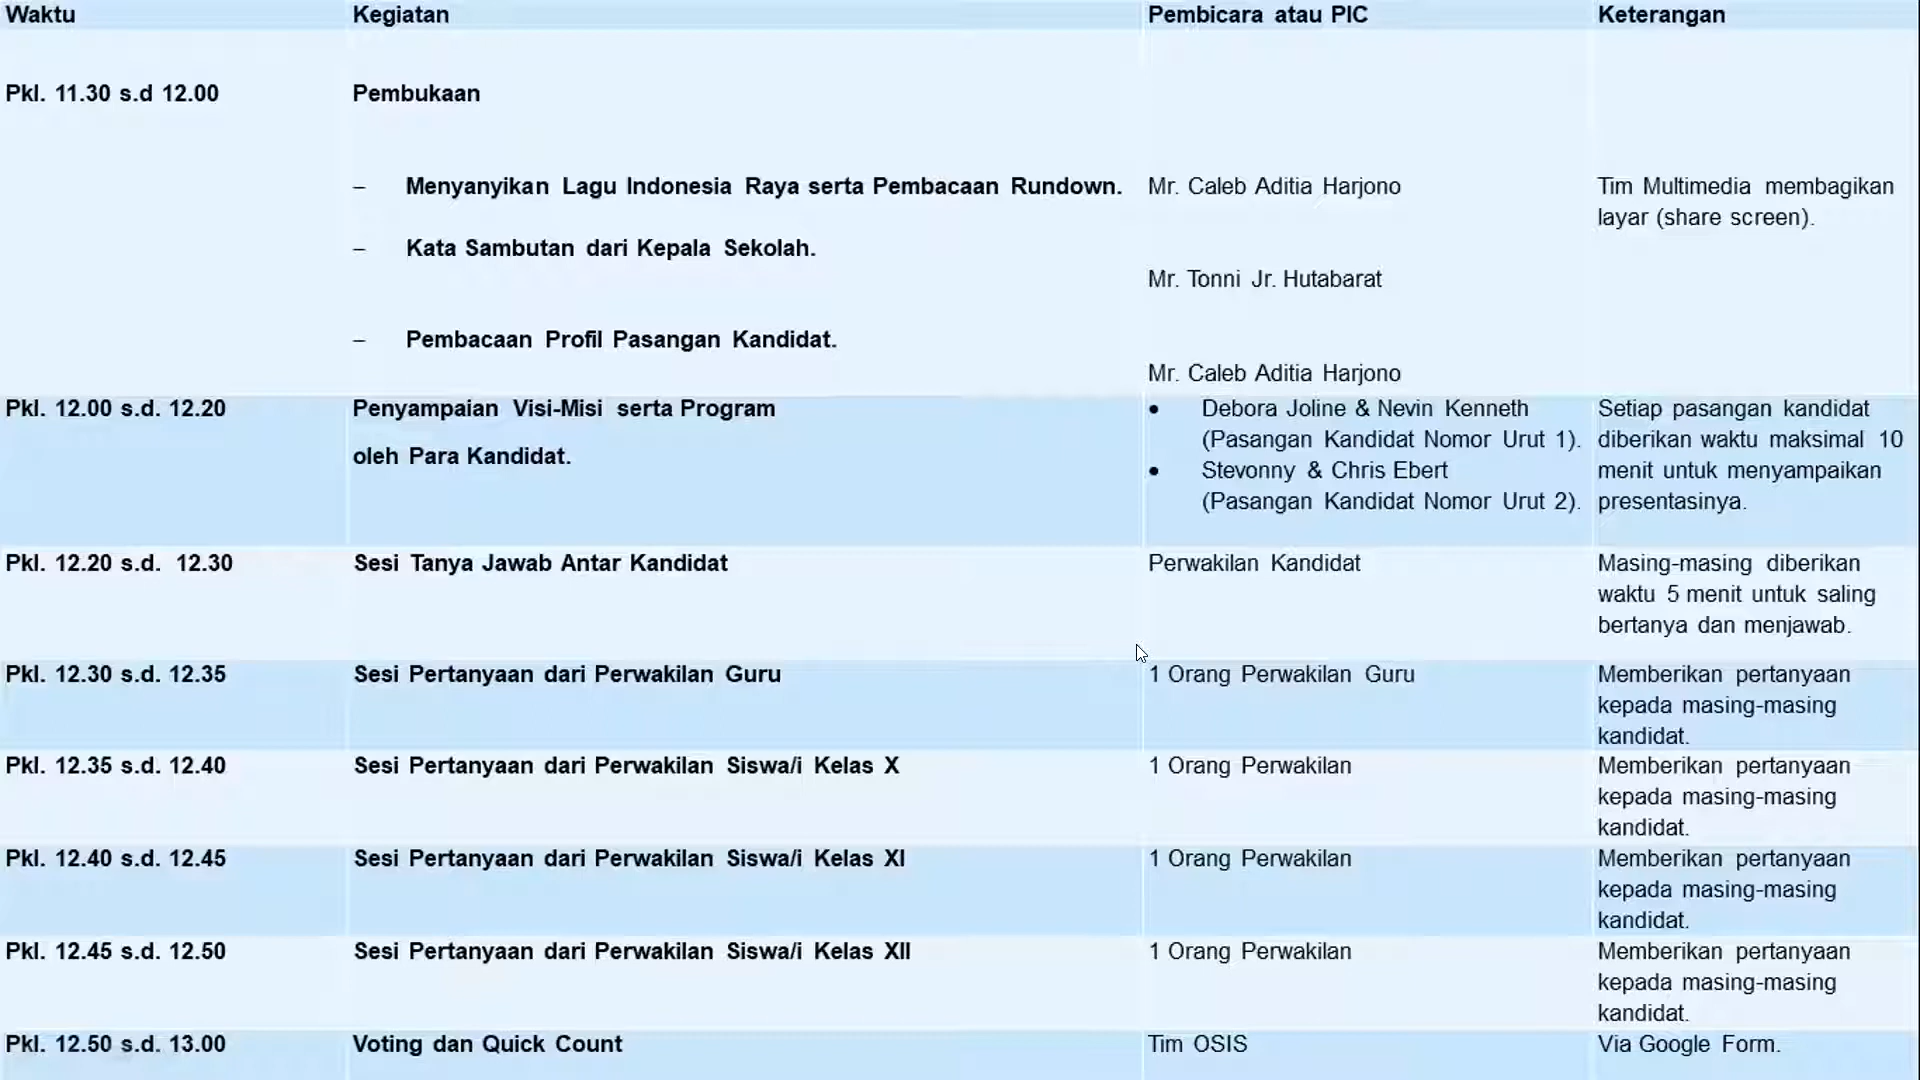 Waktu Kegiatan Pembicara atau PIC Keterangan
Pkl. 11.30 s.d 12.00 Pembukaan
– Menyanyikan Lagu Indonesia Raya serta Pembacaan Rundown. Mr. Caleb Aditia Harjono Tim Multimedia membagikan
layar (share screen).
– Kata Sambutan dari Kepala Sekolah.
Mr. Tonni Jr. Hutabarat
– Pembacaan Profil Pasangan Kandidat.
Mr. Caleb Aditia Harjono
Pkl. 12.00 s.d. 12.20 Penyampaian Visi-Misi serta Program • Debora Joline & Nevin Kenneth Setiap pasangan kandidat
(Pasangan Kandidat Nomor Urut 1). diberikan waktu maksimal 10
oleh Para Kandidat. • Stevonny & Chris Ebert menit untuk menyampaikan
(Pasangan Kandidat Nomor Urut 2). presentasinya.
Pkl. 12.20 s.d. 12.30 Sesi Tanya Jawab Antar Kandidat Perwakilan Kandidat Masing-masing diberikan
waktu 5 menit untuk saling
bertanya dan menjawab.
Pkl. 12.30 s.d. 12.35 Sesi Pertanyaan dari Perwakilan Guru 1 Orang Perwakilan Guru Memberikan pertanyaan
kepada masing-masing
kandidat.
Pkl. 12.35 s.d. 12.40 Sesi Pertanyaan dari Perwakilan Siswa/i Kelas X 1 Orang Perwakilan Memberikan pertanyaan
kepada masing-masing
kandidat.
Pkl. 12.40 s.d. 12.45 Sesi Pertanyaan dari Perwakilan Siswa/i Kelas XI 1 Orang Perwakilan Memberikan pertanyaan
kepada masing-masing
kandidat.
Pkl. 12.45 s.d. 12.50 Sesi Pertanyaan dari Perwakilan Siswa/i Kelas XII 1 Orang Perwakilan Memberikan pertanyaan
kepada masing-masing
kandidat.
Pkl. 12.50 s.d. 13.00 Voting dan Quick Count Tim OSIS Via Google Form.